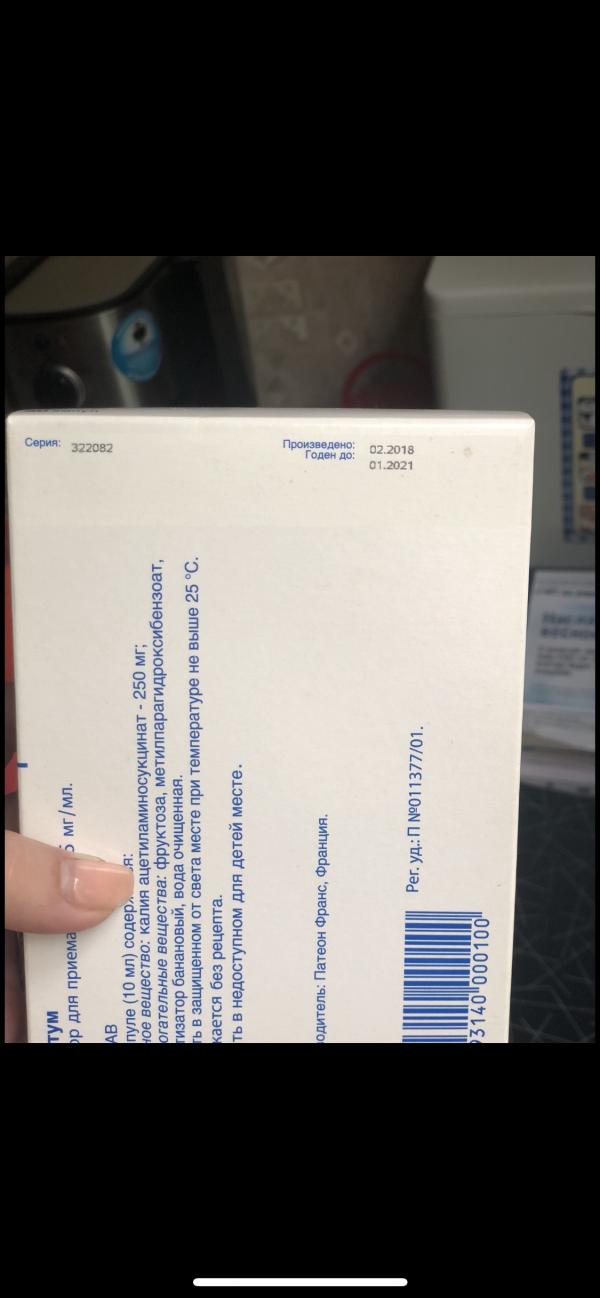 Серия: 322082
Произведено: 02.2018
Годен до: 01.2021
тум
ор для приема 5 мг/мл.
АВ
пуле (10 мл)
ное вещество: калия ацетиламиносукцинат - 250 мг;
огательные вещества: фруктоза, метилпарагидроксибензоат,
тизатор банановый, вода очищенная.
ть в защищенном от света месте при температуре не выше 25 °С.
кается без рецепта.
ть в недоступном для детей месте.
одитель: Патеон Франс, Франция.
Рег. уд.: П №011377/01.
93140 000100